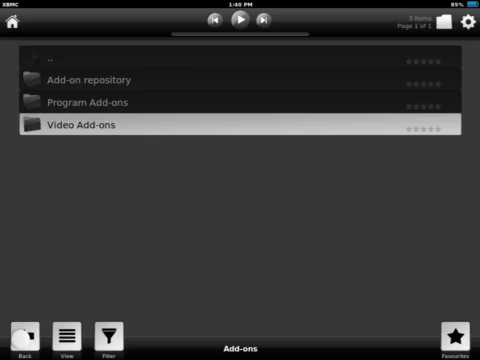 XBMC
1:40 PM
85%
3 Items
Page 1 of 1
..
Add-on repository
Program Add-ons
Video Add-ons
Back
View
Filter
Add-ons
Favourites